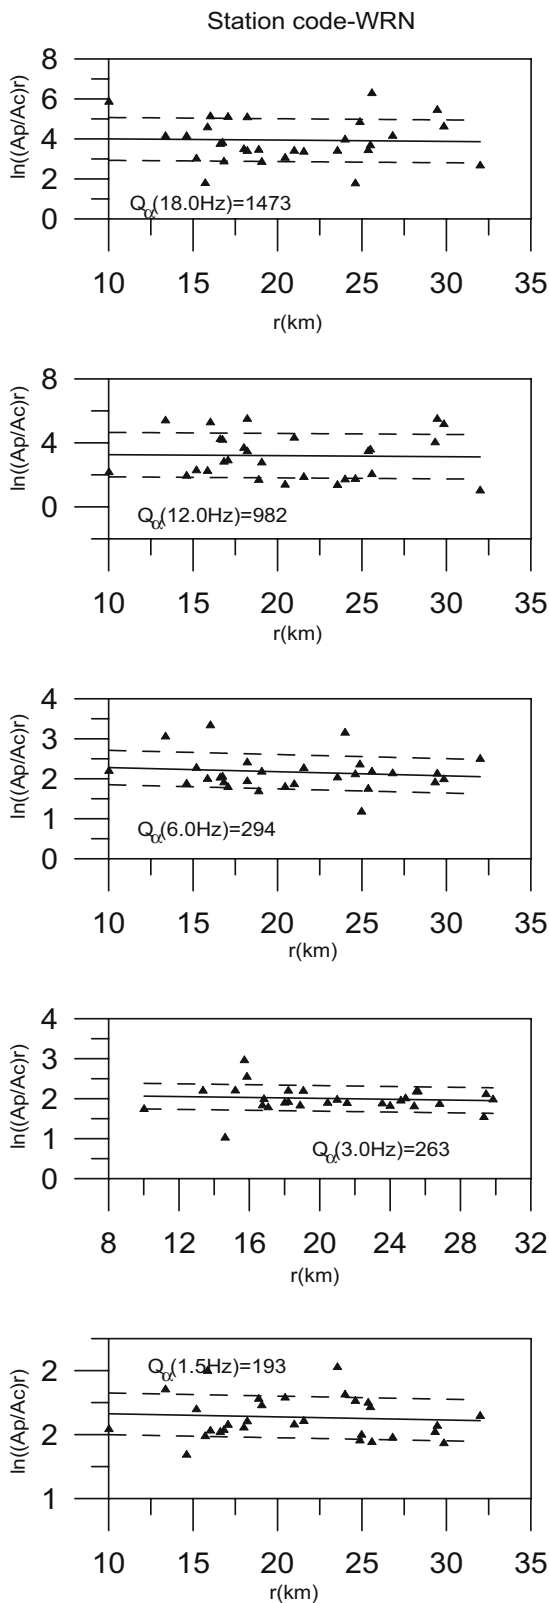 Station code-WRN
ln((Ap/Ac)r)
8
6
4
2
0
Qα(18.0Hz)=1473
10 15 20 25 30 35
r(km)
ln((Ap/Ac)r)
8
4
0
Qα(12.0Hz)=982
10 15 20 25 30 35
r(km)
ln((Ap/Ac)r)
4
3
2
1
0
Qα(6.0Hz)=294
10 15 20 25 30 35
r(km)
ln((Ap/Ac)r)
4
3
2
1
0
Qα(3.0Hz)=263
8 12 16 20 24 28 32
r(km)
ln((Ap/Ac)r)
Qα(1.5Hz)=193
2
2
1
10 15 20 25 30 35
r(km)